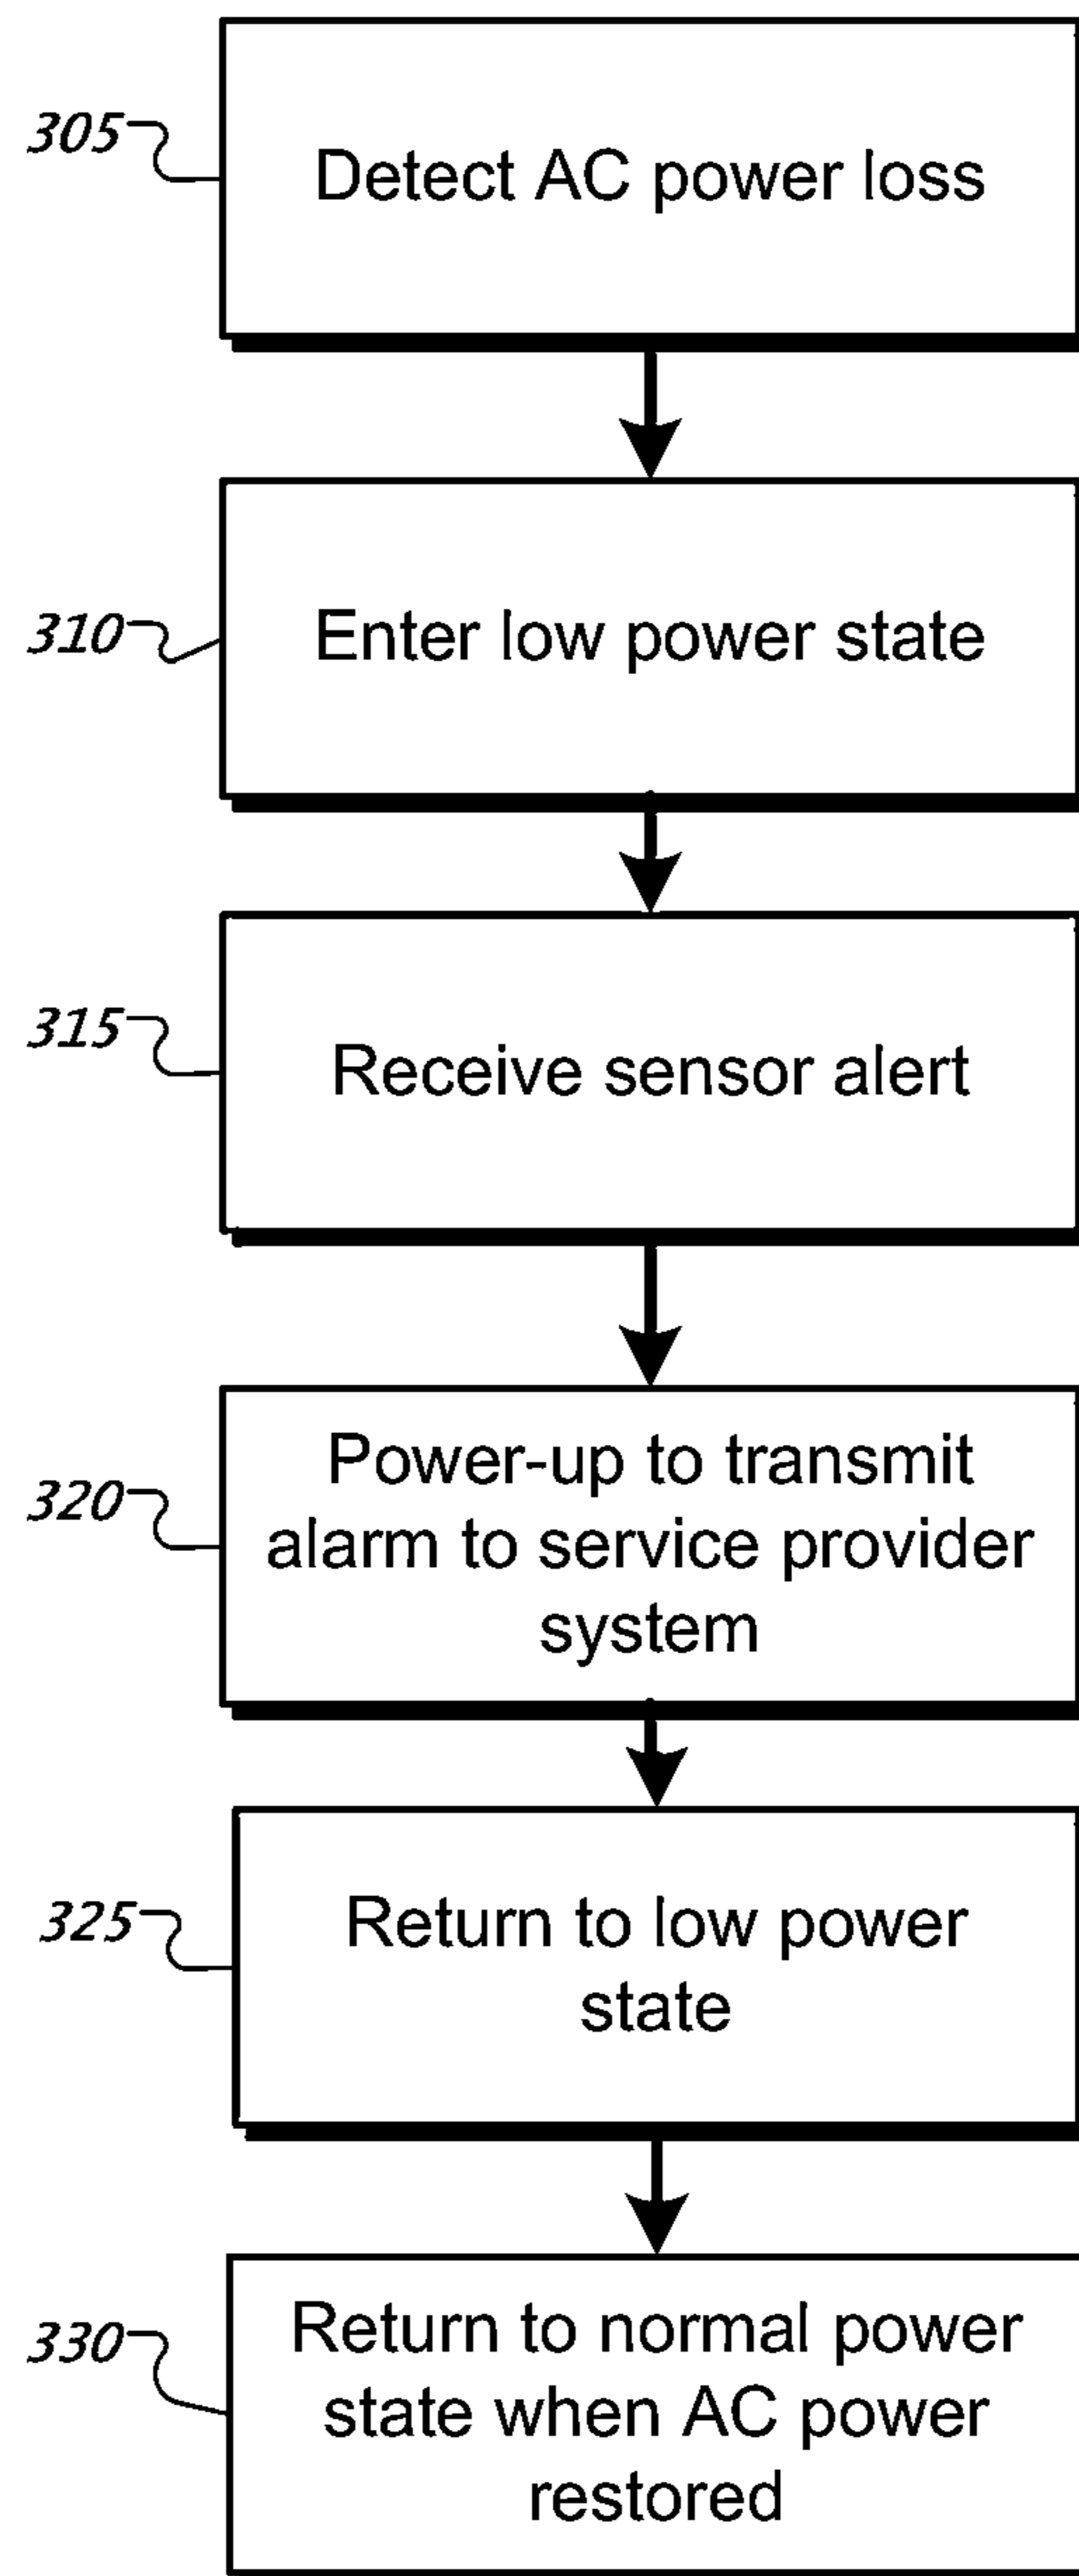 305
Detect AC power loss
310
Enter low power state
315
Receive sensor alert
320
Power-up to transmit
alarm to service provider
system
325
Return to low power
state
330
Return to normal power
state when AC power
restored